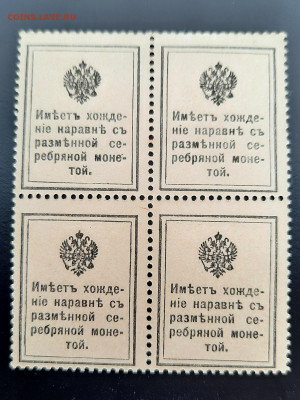 Имѣетъ хожде-
ніе наравнѣ съ
размѣнной се-
ребряной моне-
той.
Имѣетъ хожде-
ніе наравнѣ съ
размѣнной се-
ребряной моне-
той.
Имѣетъ хожде-
ніе наравнѣ съ
размѣнной се-
ребряной моне-
той.
Имѣетъ хожде-
ніе наравнѣ съ
размѣнной се-
ребряной моне-
той.